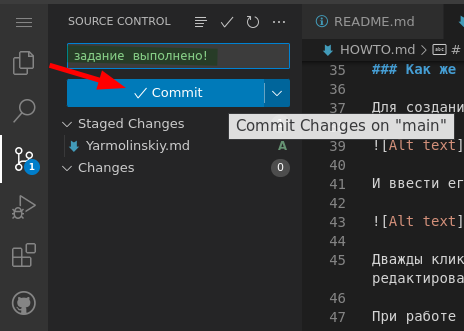 SOURCE CONTROL
задание выполнено!
Commit
Staged Changes
Yarmolinskiy.md
A
Changes
0
1
Commit Changes on "main"
README.md
HOWTO.md > abc #
35 ### Как же
36
37 Для создани
39 ![Alt text]
40
41 И ввести ег
42
43 ![Alt text]
44
45 Дважды клик
редактирова
46
47 При работе